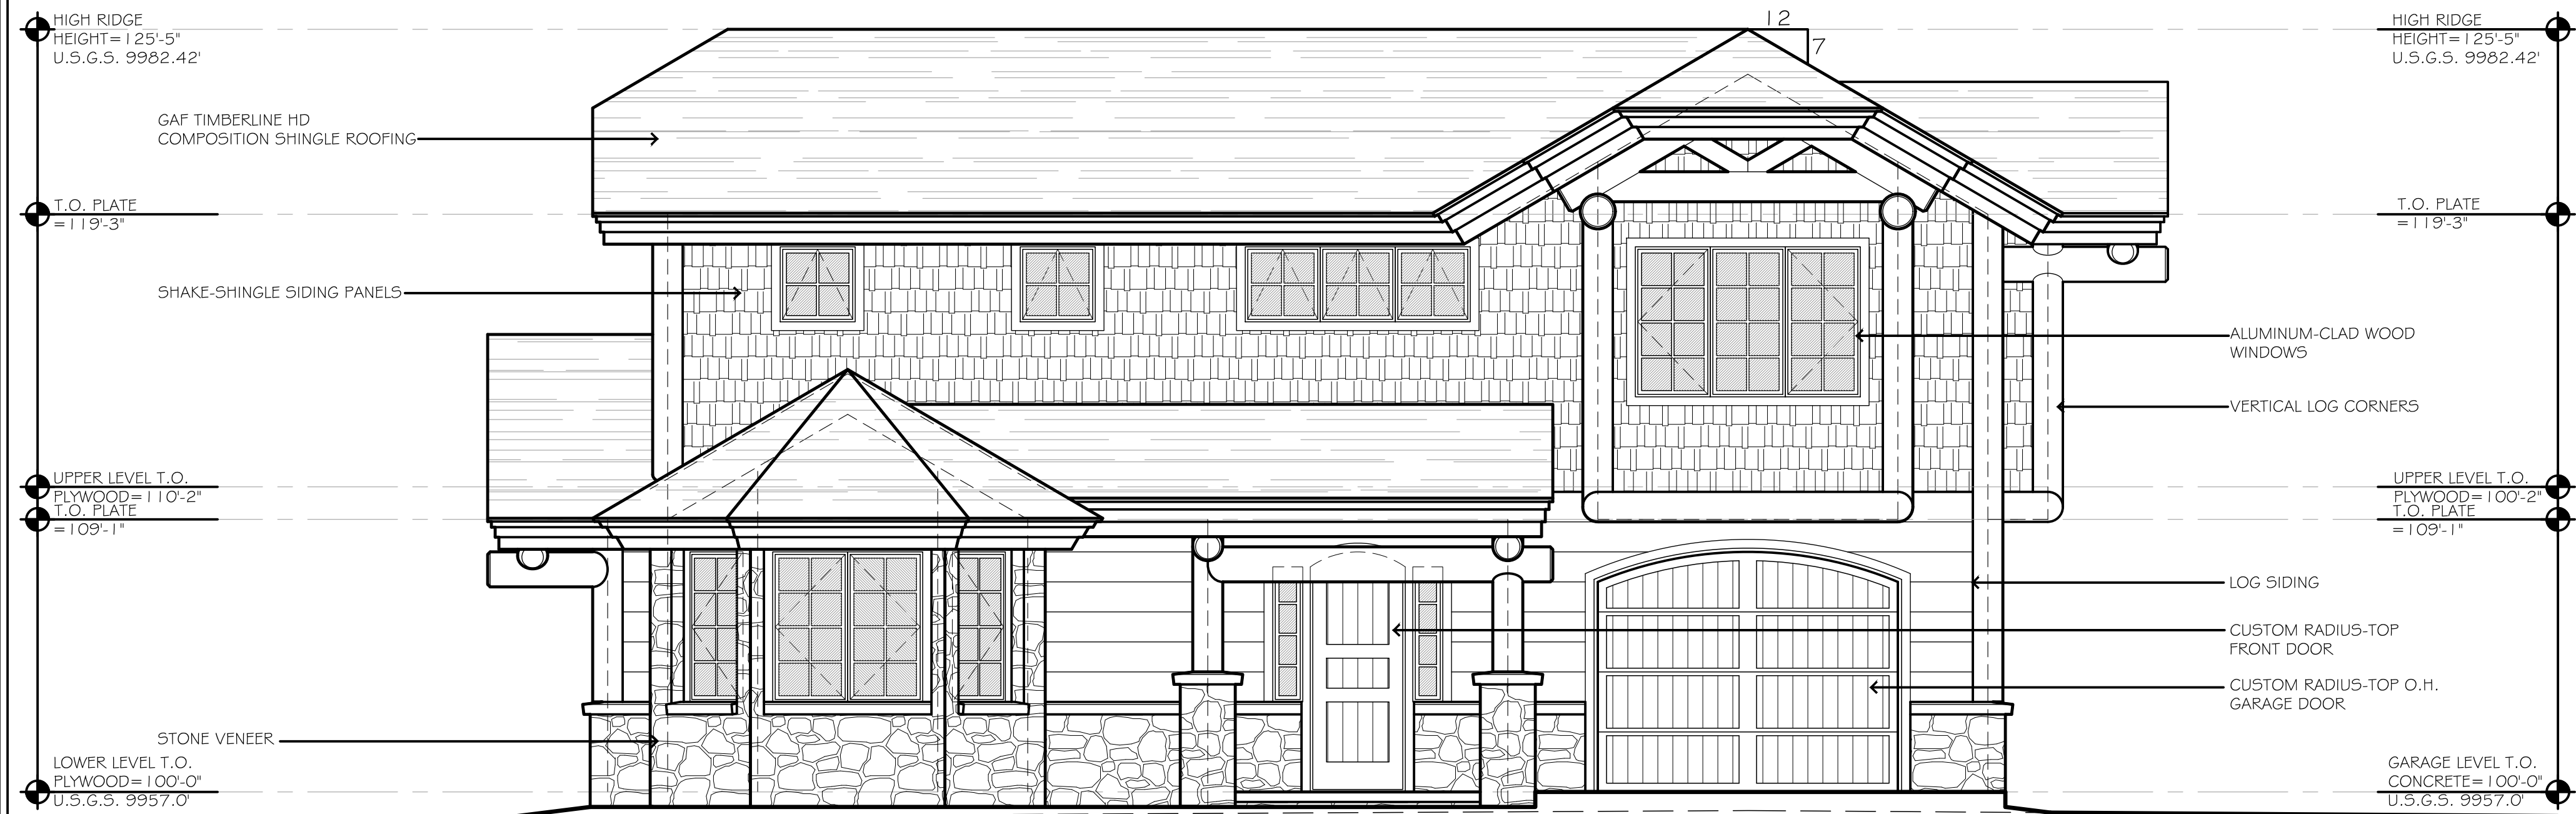 HIGH RIDGE
HEIGHT=125'-5"
U.S.G.S. 9982.42'
GAF TIMBERLINE HD
COMPOSITION SHINGLE ROOFING
T.O. PLATE
=119'-3"
SHAKE-SHINGLE SIDING PANELS
UPPER LEVEL T.O.
PLYWOOD=110'-2"
T.O. PLATE
=109'-1"
STONE VENEER
LOWER LEVEL T.O.
PLYWOOD=100'-0"
U.S.G.S. 9957.0'
12
7
HIGH RIDGE
HEIGHT=125'-5"
U.S.G.S. 9982.42'
T.O. PLATE
=119'-3"
ALUMINUM-CLAD WOOD
WINDOWS
VERTICAL LOG CORNERS
UPPER LEVEL T.O.
PLYWOOD=100'-2"
T.O. PLATE
=109'-1"
LOG SIDING
CUSTOM RADIUS-TOP
FRONT DOOR
CUSTOM RADIUS-TOP O.H.
GARAGE DOOR
GARAGE LEVEL T.O.
CONCRETE=100'-0"
U.S.G.S. 9957.0'